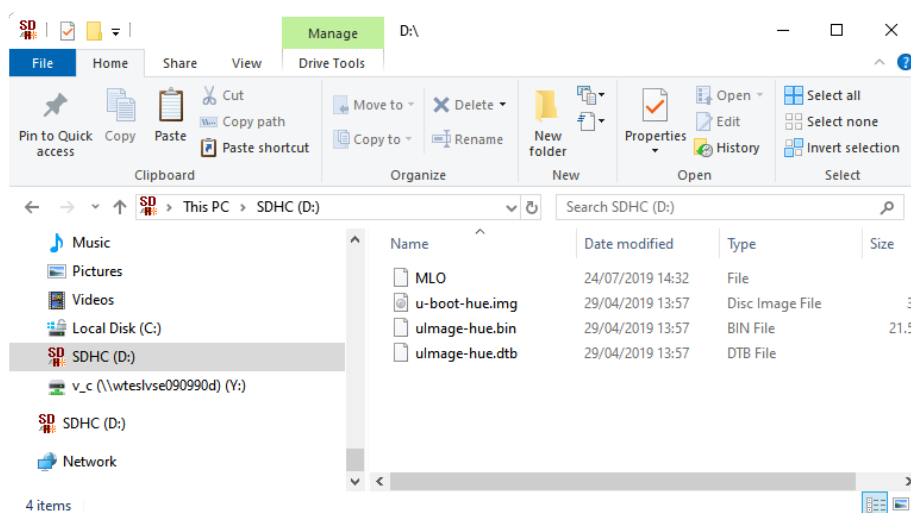 Manage D:\
File Home Share View Drive Tools
Pin to Quick access
Copy
Paste
Cut
Copy path
Paste shortcut
Clipboard
Move to
Copy to
Delete
Rename
Organize
New folder
New
Properties
Open
Edit
History
Open
Select all
Select none
Invert selection
Select
This PC > SDHC (D:)
Search SDHC (D:)
Music
Pictures
Videos
Local Disk (C:)
SDHC (D:)
v_c (\\wteslvse090990d) (Y:)
SDHC (D:)
Network
Name Date modified Type Size
MLO 24/07/2019 14:32 File
u-boot-hue.img 29/04/2019 13:57 Disc Image File 3
uImage-hue.bin 29/04/2019 13:57 BIN File 21.5
uImage-hue.dtb 29/04/2019 13:57 DTB File
4 items